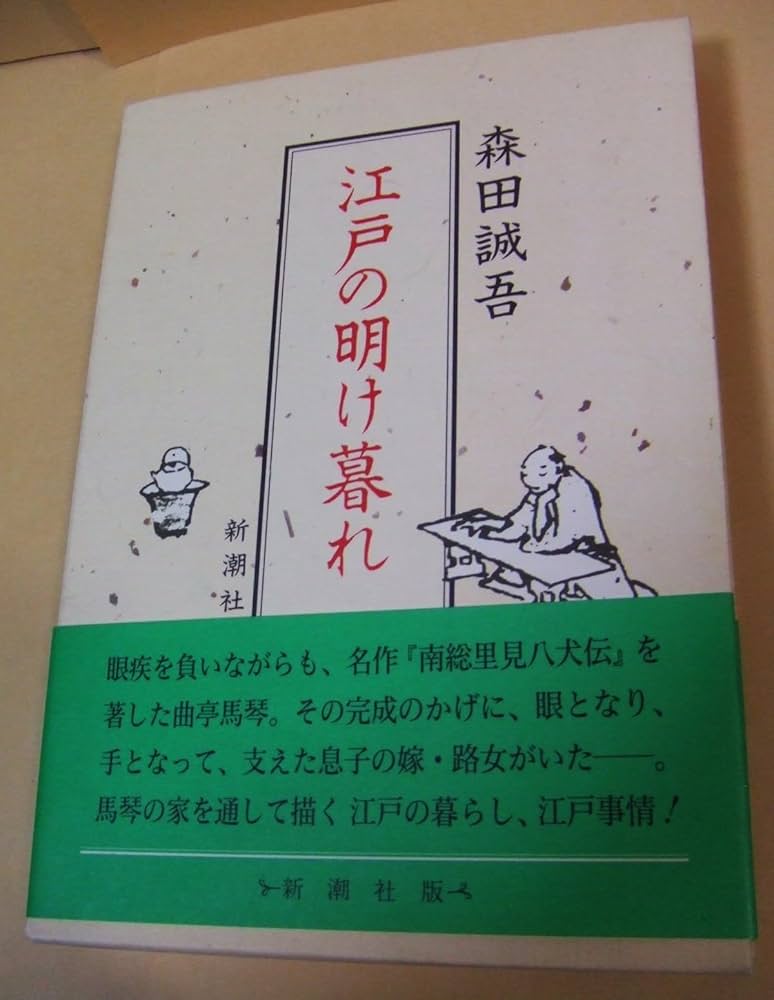 森田誠吾
江戸の明け暮れ
新潮社
眼疾を負いながらも、名作『南総里見八犬伝』を
著した曲亭馬琴。その完成のかげに、眼となり、
手となって、支えた息子の嫁・路女がいた――。
馬琴の家を通して描く江戸の暮らし、江戸事情！
新潮社版